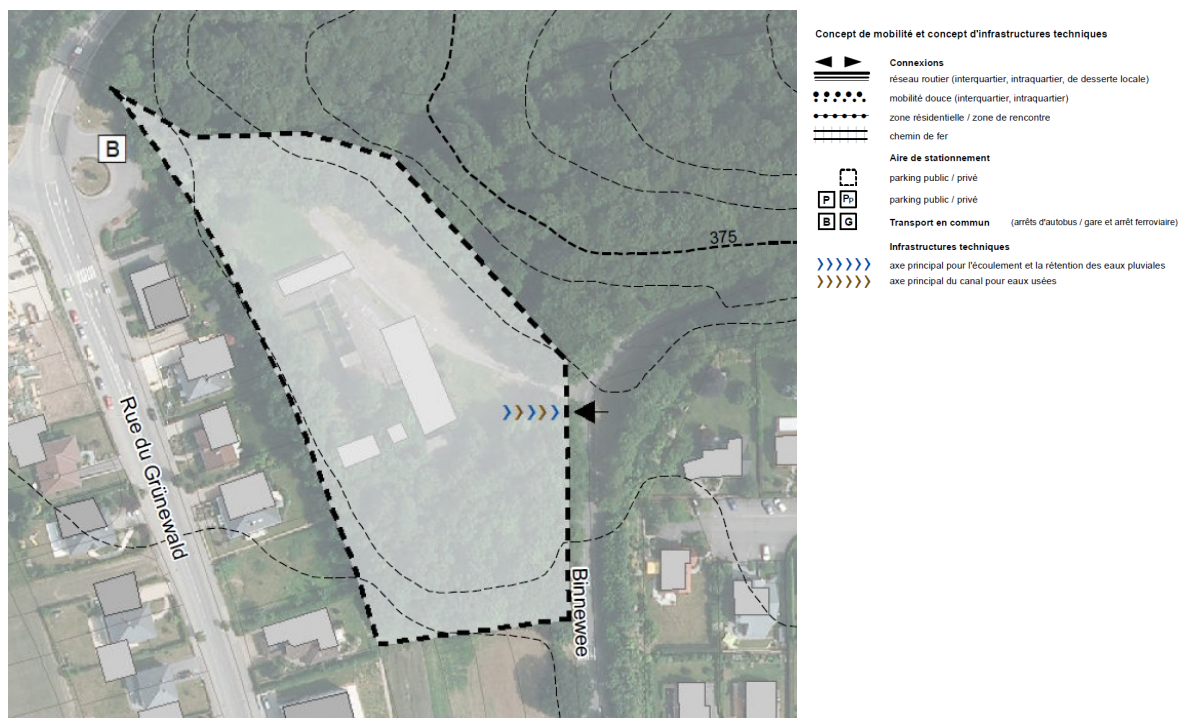 B
375
Rue du Grünewald
Binnewee
Concept de mobilité et concept d'infrastructures techniques
Connexions
réseau routier (interquartier, intraquartier, de desserte locale)
mobilité douce (interquartier, intraquartier)
zone résidentielle / zone de rencontre
chemin de fer
Aire de stationnement
parking public / privé
P Pp parking public / privé
B G Transport en commun (arrêts d'autobus / gare et arrêt ferroviaire)
Infrastructures techniques
axe principal pour l'écoulement et la rétention des eaux pluviales
axe principal du canal pour eaux usées